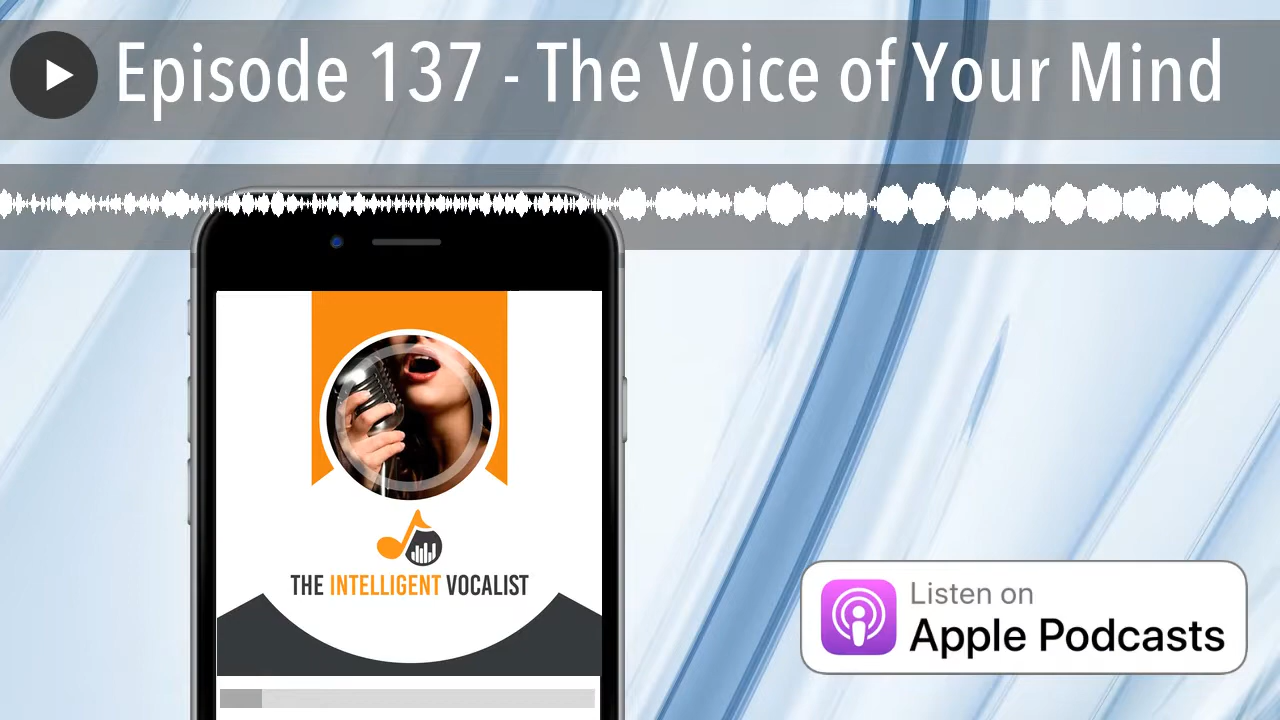 Episode 137 - The Voice of Your Mind
THE INTELLIGENT VOCALIST
Listen on
Apple Podcasts